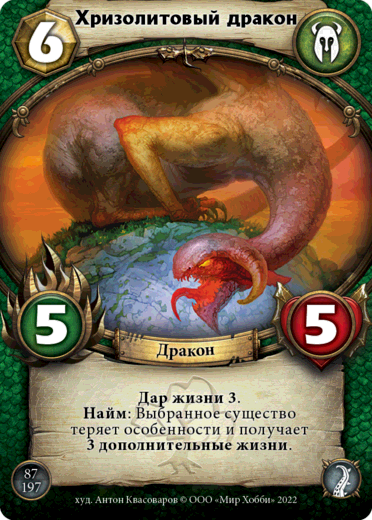 Хризолитовый дракон
6
5
5
Дракон
Дар жизни 3.
Найм: Выбранное существо
теряет особенности и получает
3 дополнительные жизни.
87
197
худ. Антон Квасоваров © ООО «Мир Хобби» 2022